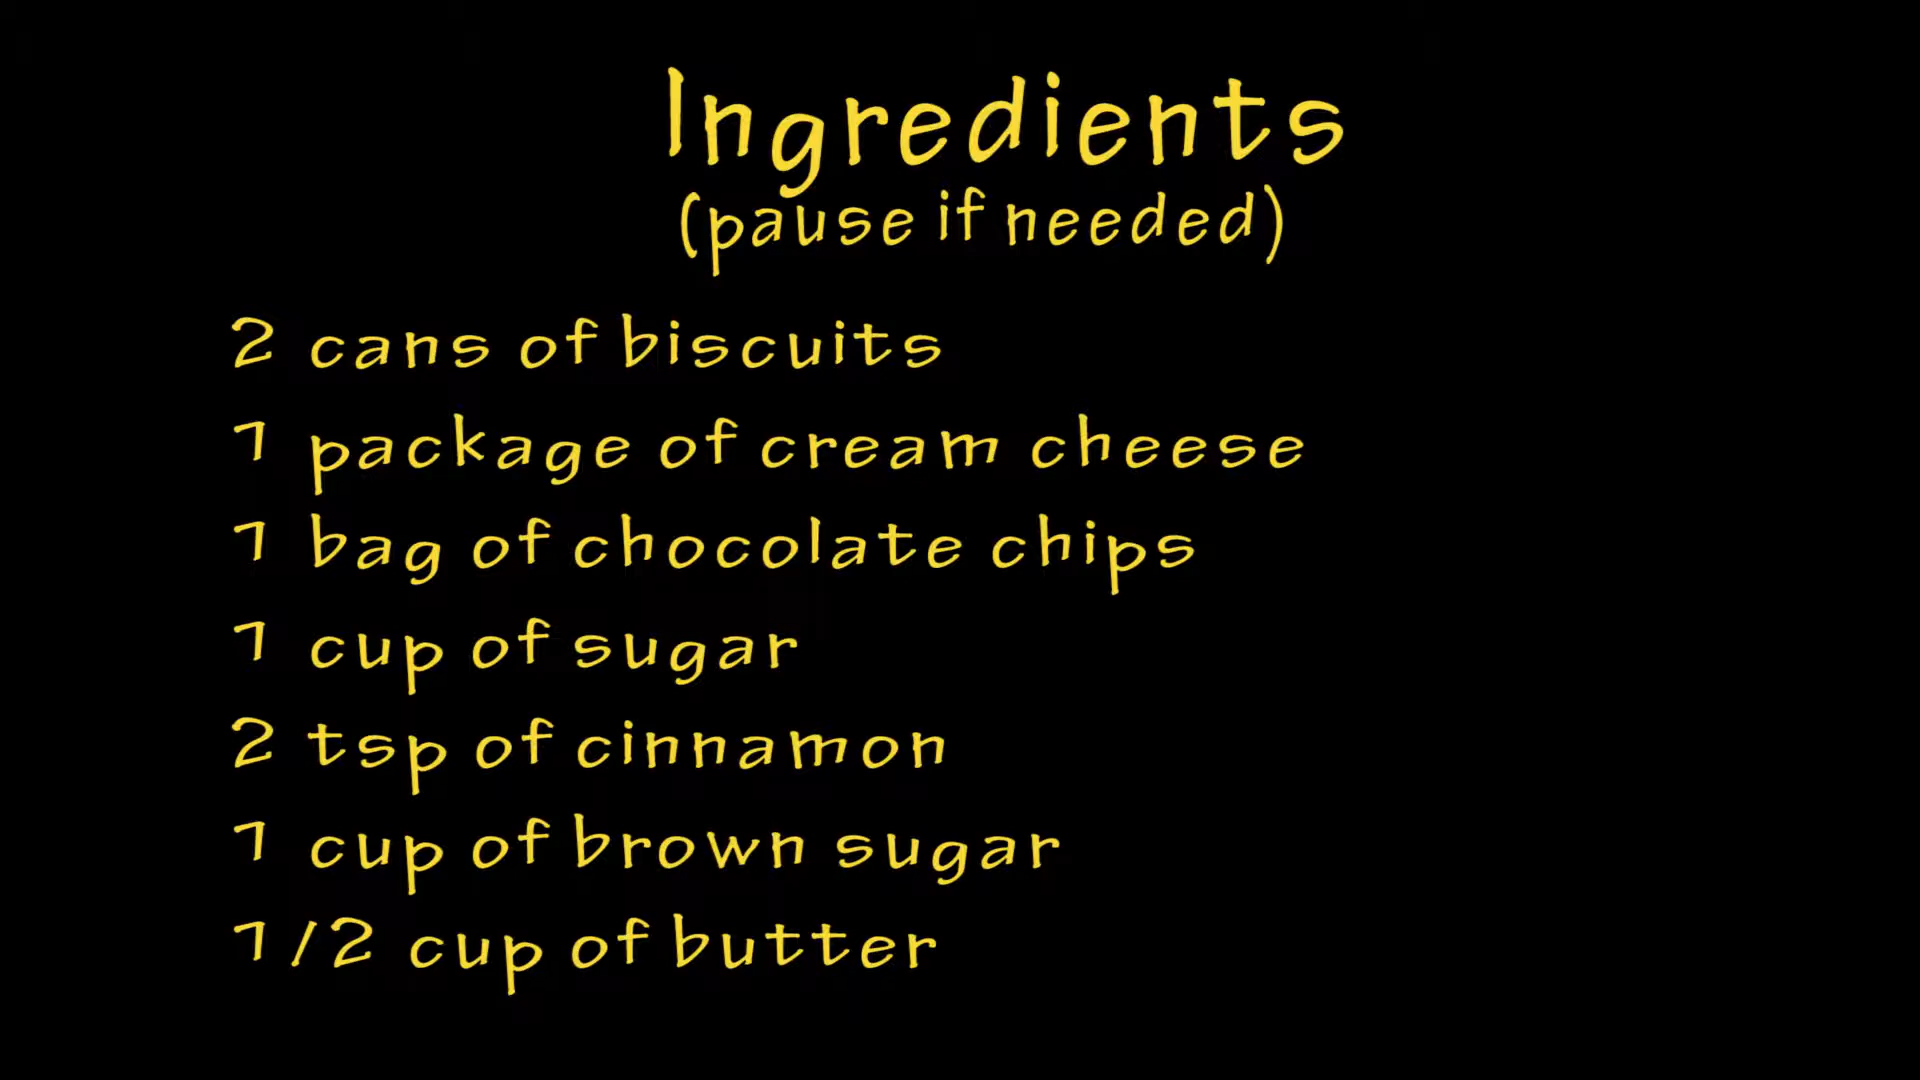 Ingredients
(pause if needed)
2 cans of biscuits
1 package of cream cheese
1 bag of chocolate chips
1 cup of sugar
2 tsp of cinnamon
1 cup of brown sugar
1/2 cup of butter